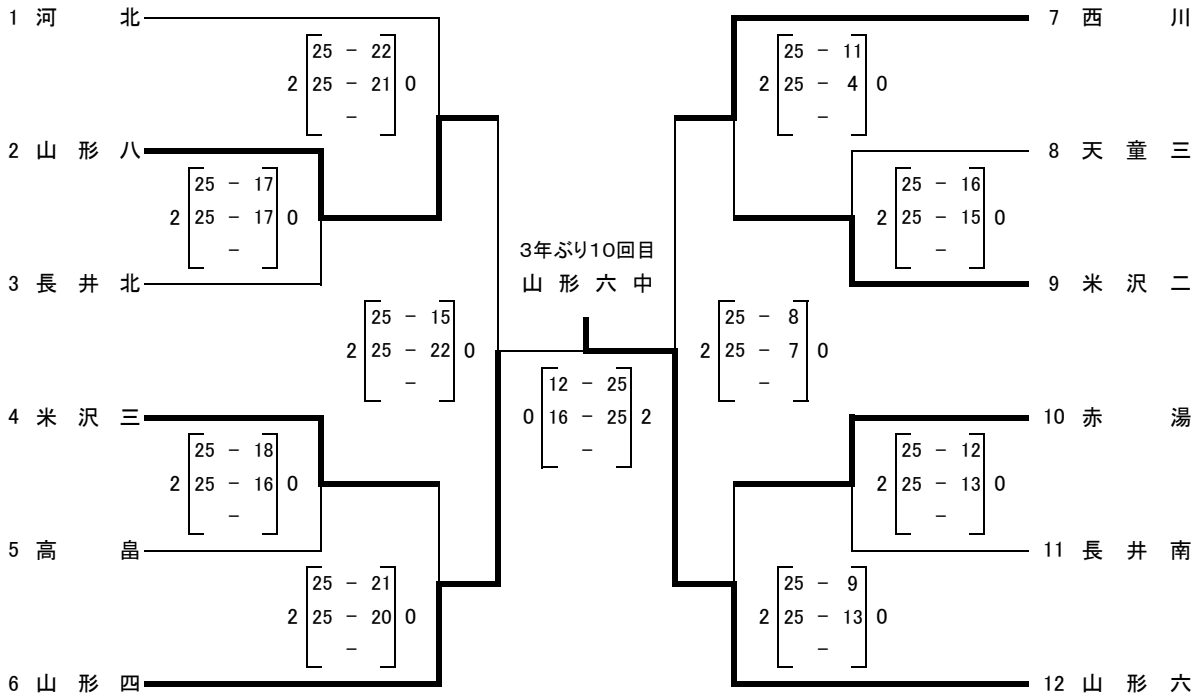 1 河 北
25 － 22
2 25 － 21 0
－
2 山 形 八
25 － 17
2 25 － 17 0
－
3 長 井 北
25 － 15
2 25 － 22 0
－
4 米 沢 三
25 － 18
2 25 － 16 0
－
5 高 畠
25 － 21
2 25 － 20 0
－
6 山 形 四
3年ぶり10回目
山 形 六 中
12 － 25
0 16 － 25 2
－
7 西 川
25 － 11
2 25 － 4 0
－
8 天 童 三
25 － 16
2 25 － 15 0
－
9 米 沢 二
25 － 8
2 25 － 7 0
－
10 赤 湯
25 － 12
2 25 － 13 0
－
11 長 井 南
25 － 9
2 25 － 13 0
－
12 山 形 六